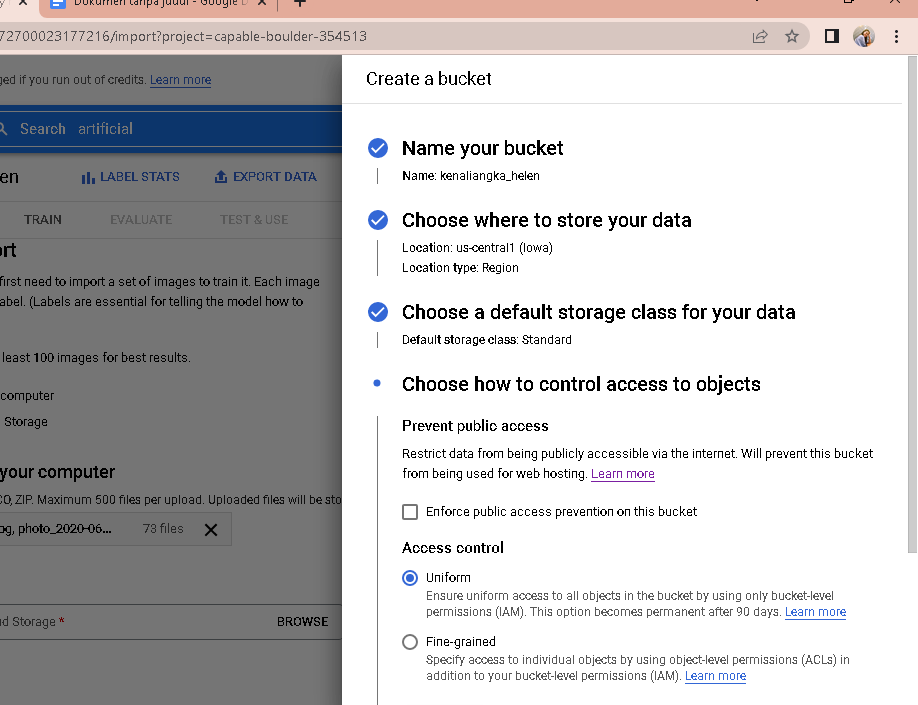 Dokumen tanpa judul - Google D
72700023177216/import?project=capable-boulder-354513
ged if you run out of credits. Learn more
Search artificial
en
LABEL STATS
EXPORT DATA
TRAIN
EVALUATE
TEST & USE
ort
first need to import a set of images to train it. Each image
abel. (Labels are essential for telling the model how to
least 100 images for best results.
computer
Storage
your computer
CO, ZIP. Maximum 500 files per upload. Uploaded files will be sto
og, photo_2020-06...
73 files
ud Storage *
BROWSE
Create a bucket
Name your bucket
Name: kenaliangka_helen
Choose where to store your data
Location: us-central1 (Iowa)
Location type: Region
Choose a default storage class for your data
Default storage class: Standard
Choose how to control access to objects
Prevent public access
Restrict data from being publicly accessible via the internet. Will prevent this bucket
from being used for web hosting. Learn more
Enforce public access prevention on this bucket
Access control
Uniform
Ensure uniform access to all objects in the bucket by using only bucket-level
permissions (IAM). This option becomes permanent after 90 days. Learn more
Fine-grained
Specify access to individual objects by using object-level permissions (ACLs) in
addition to your bucket-level permissions (IAM). Learn more